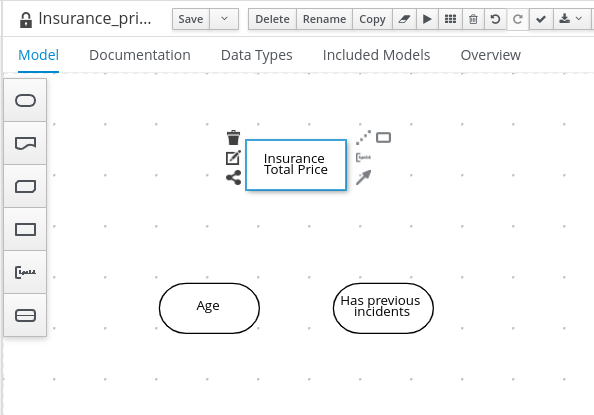 Insurance_pri...
Save
Delete
Rename
Copy
Model
Documentation
Data Types
Included Models
Overview
Insurance
Total Price
Age
Has previous
incidents